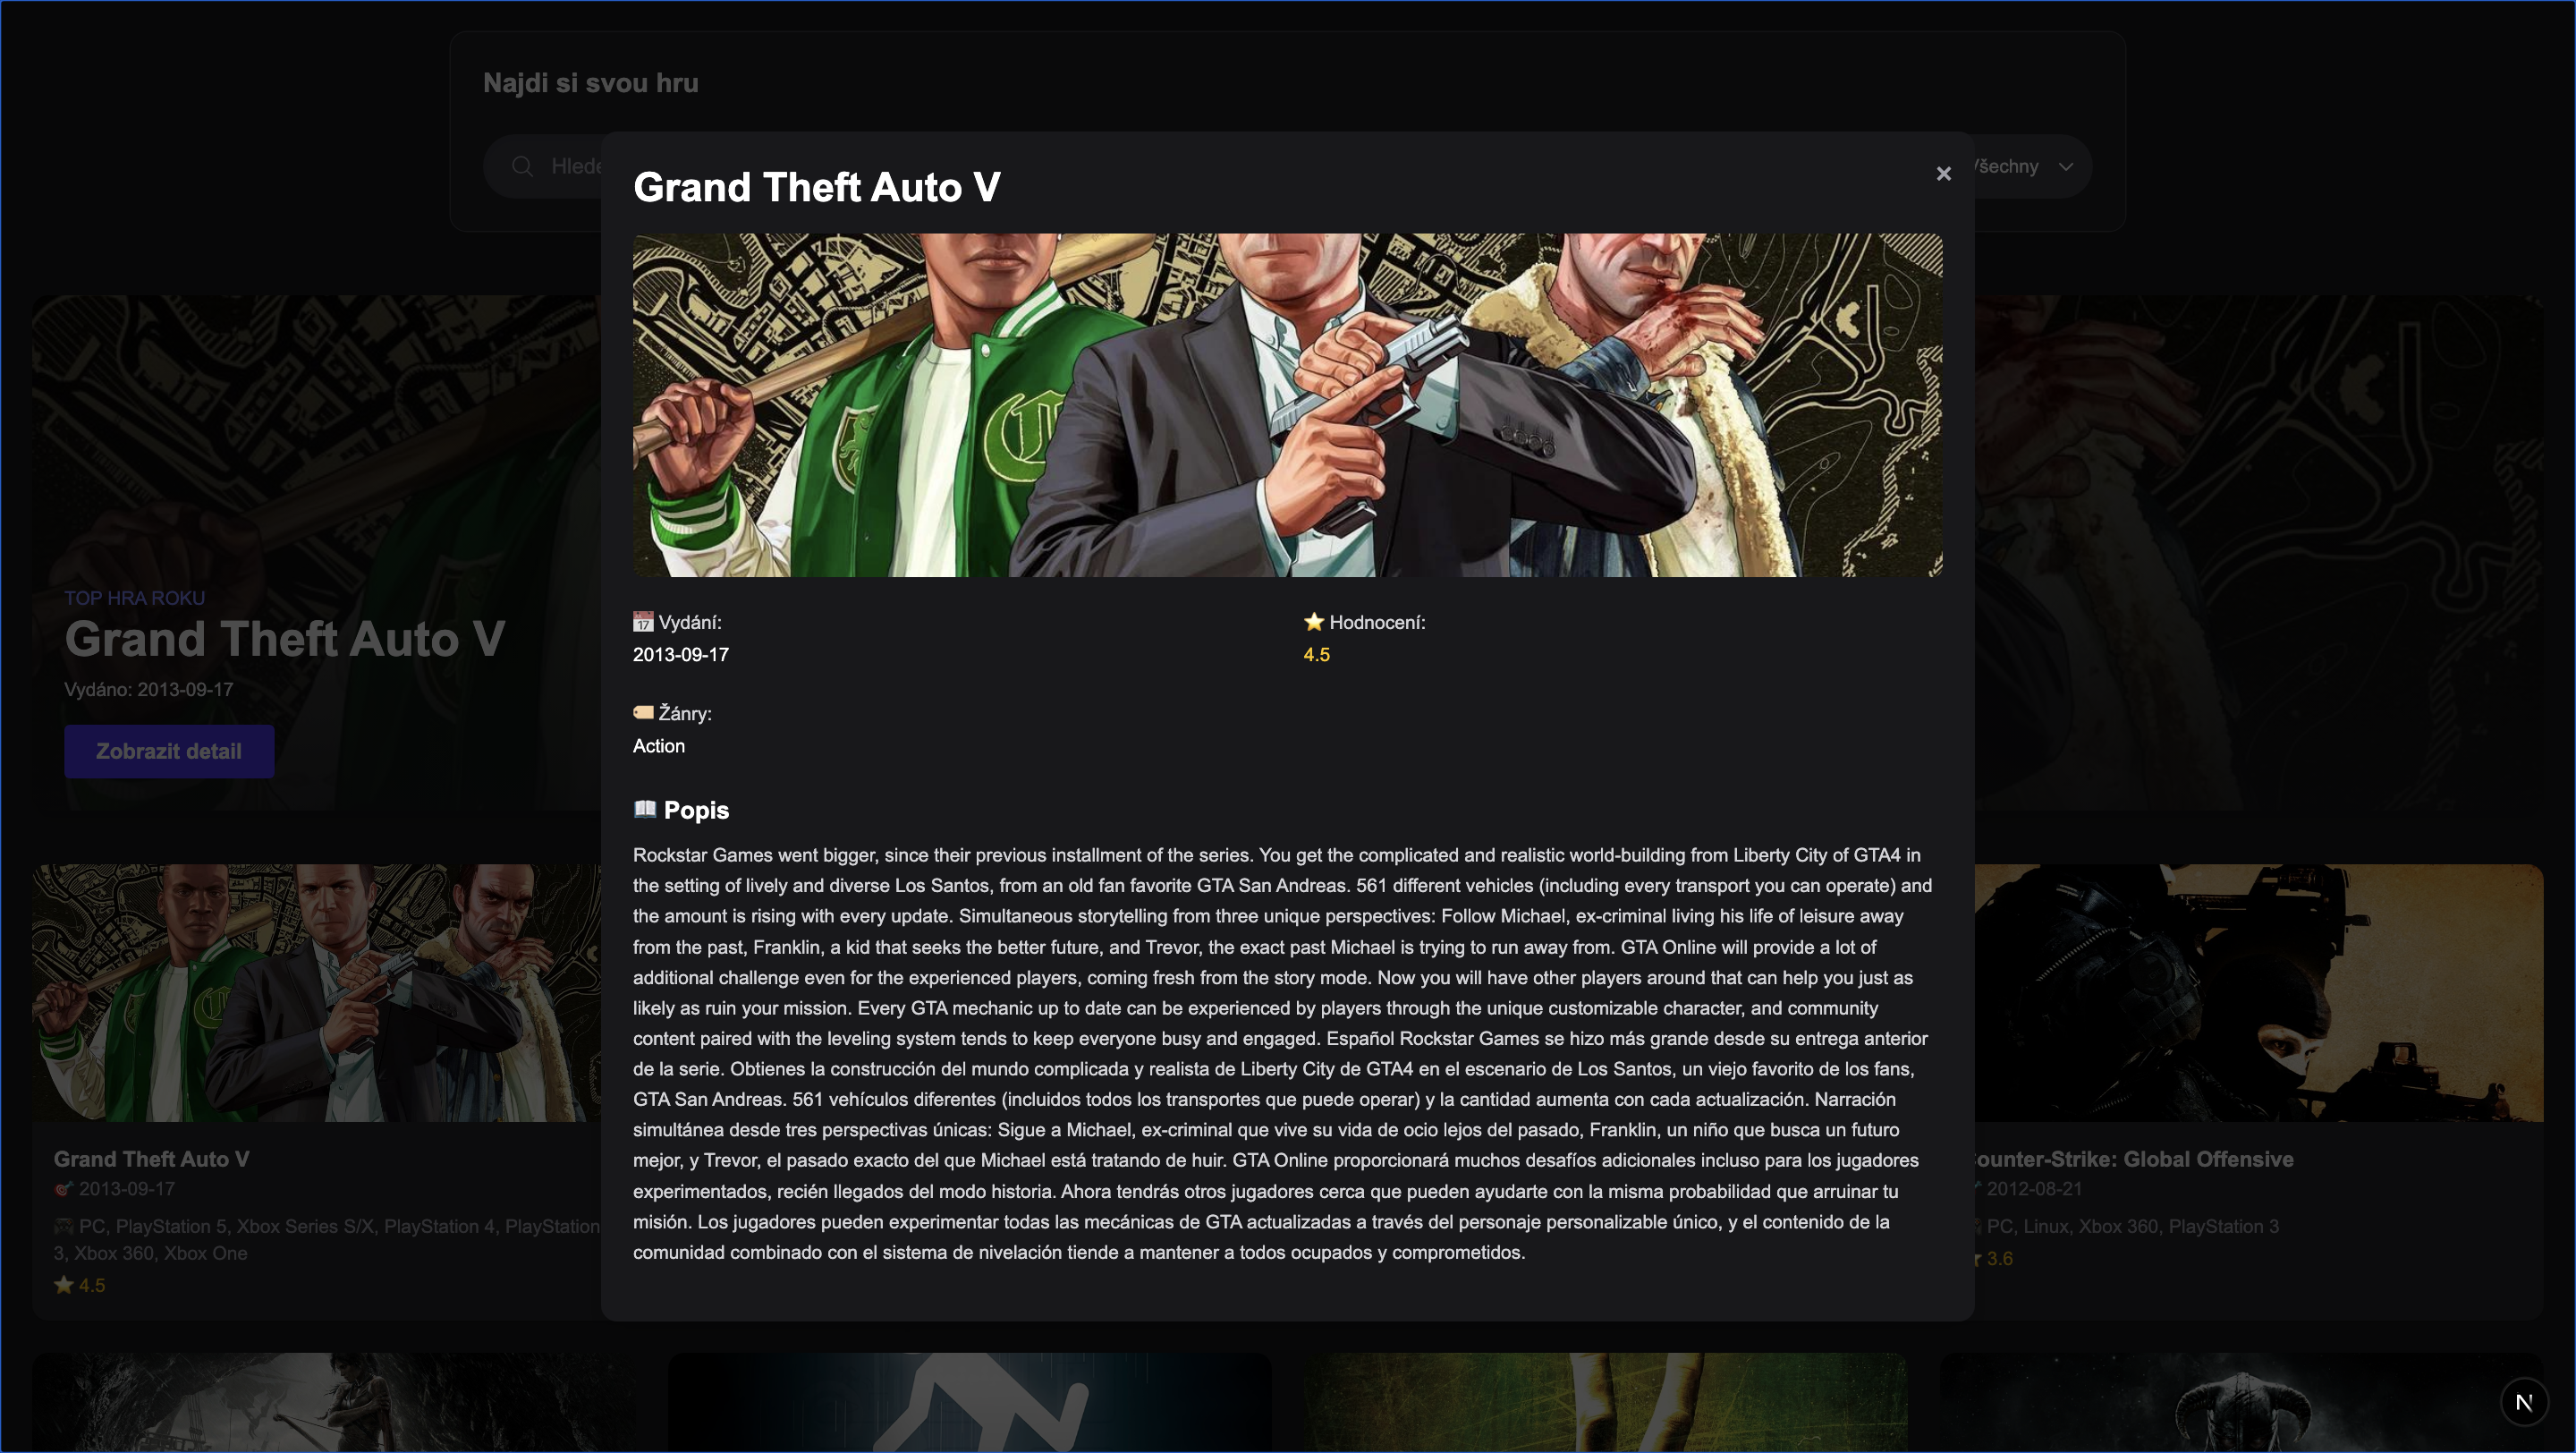 Najdi si svou hru
Hlede
Všechny
Grand Theft Auto V
×
TOP HRA ROKU
Grand Theft Auto V
Vydáno: 2013-09-17
Zobrazit detail
📅 Vydání:
2013-09-17
⭐ Hodnocení:
4.5
🏷️ Žánry:
Action
📖 Popis
Rockstar Games went bigger, since their previous installment of the series. You get the complicated and realistic world-building from Liberty City of GTA4 in
the setting of lively and diverse Los Santos, from an old fan favorite GTA San Andreas. 561 different vehicles (including every transport you can operate) and
the amount is rising with every update. Simultaneous storytelling from three unique perspectives: Follow Michael, ex-criminal living his life of leisure away
from the past, Franklin, a kid that seeks the better future, and Trevor, the exact past Michael is trying to run away from. GTA Online will provide a lot of
additional challenge even for the experienced players, coming fresh from the story mode. Now you will have other players around that can help you just as
likely as ruin your mission. Every GTA mechanic up to date can be experienced by players through the unique customizable character, and community
content paired with the leveling system tends to keep everyone busy and engaged. Español Rockstar Games se hizo más grande desde su entrega anterior
de la serie. Obtienes la construcción del mundo complicada y realista de Liberty City de GTA4 en el escenario de Los Santos, un viejo favorito de los fans,
GTA San Andreas. 561 vehículos diferentes (incluidos todos los transportes que puede operar) y la cantidad aumenta con cada actualización. Narración
simultánea desde tres perspectivas únicas: Sigue a Michael, ex-criminal que vive su vida de ocio lejos del pasado, Franklin, un niño que busca un futuro
mejor, y Trevor, el pasado exacto del que Michael está tratando de huir. GTA Online proporcionará muchos desafíos adicionales incluso para los jugadores
experimentados, recién llegados del modo historia. Ahora tendrás otros jugadores cerca que pueden ayudarte con la misma probabilidad que arruinar tu
misión. Los jugadores pueden experimentar todas las mecánicas de GTA actualizadas a través del personaje personalizable único, y el contenido de la
comunidad combinado con el sistema de nivelación tiende a mantener a todos ocupados y comprometidos.
Grand Theft Auto V
2013-09-17
🎮 PC, PlayStation 5, Xbox Series S/X, PlayStation 4, PlayStation
3, Xbox 360, Xbox One
⭐ 4.5
Counter-Strike: Global Offensive
2012-08-21
PC, Linux, Xbox 360, PlayStation 3
3.6
N